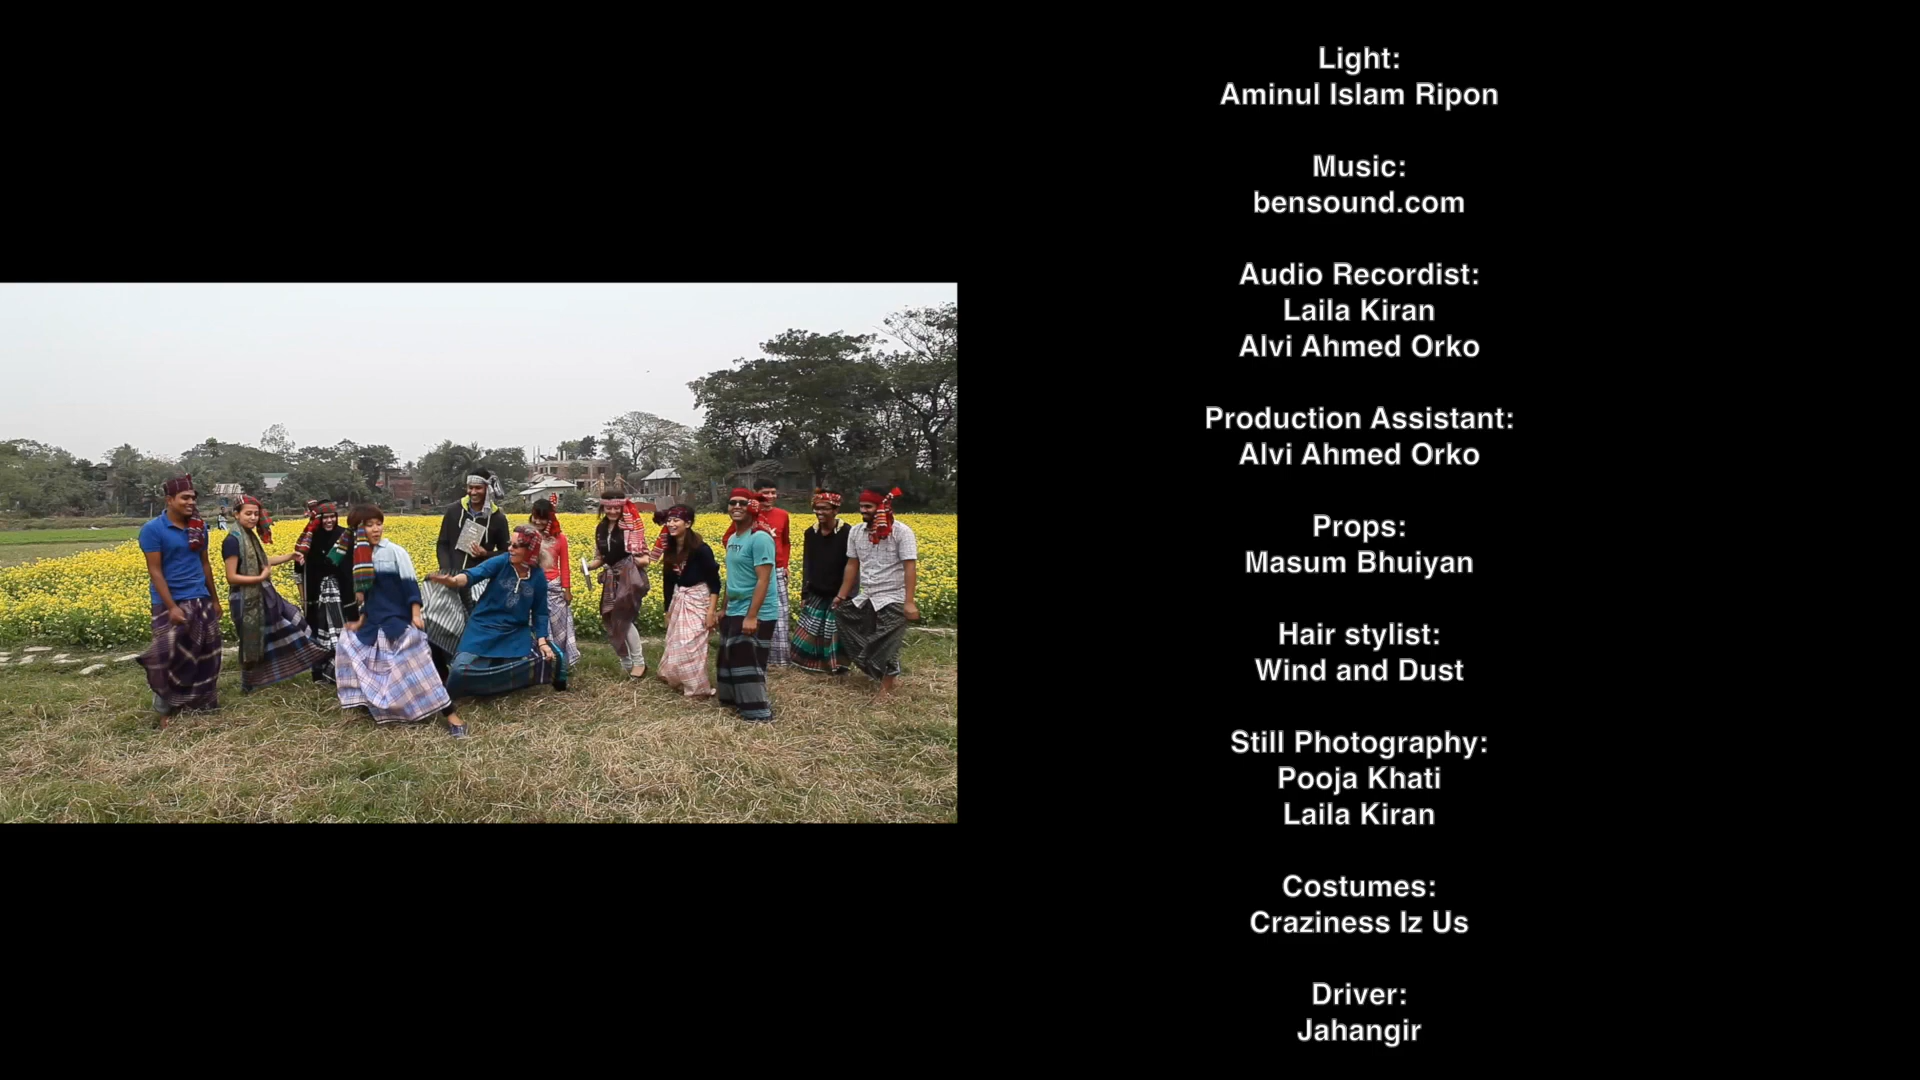 Light:
Aminul Islam Ripon
Music:
bensound.com
Audio Recordist:
Laila Kiran
Alvi Ahmed Orko
Production Assistant:
Alvi Ahmed Orko
Props:
Masum Bhuiyan
Hair stylist:
Wind and Dust
Still Photography:
Pooja Khati
Laila Kiran
Costumes:
Craziness Iz Us
Driver:
Jahangir